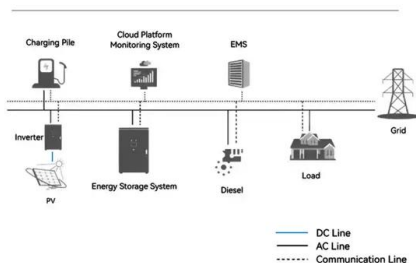 Charging Pile
Cloud Platform
Monitoring System
EMS
Grid
Inverter
PV
Energy Storage System
Diesel
Load
DC Line
AC Line
Communication Line